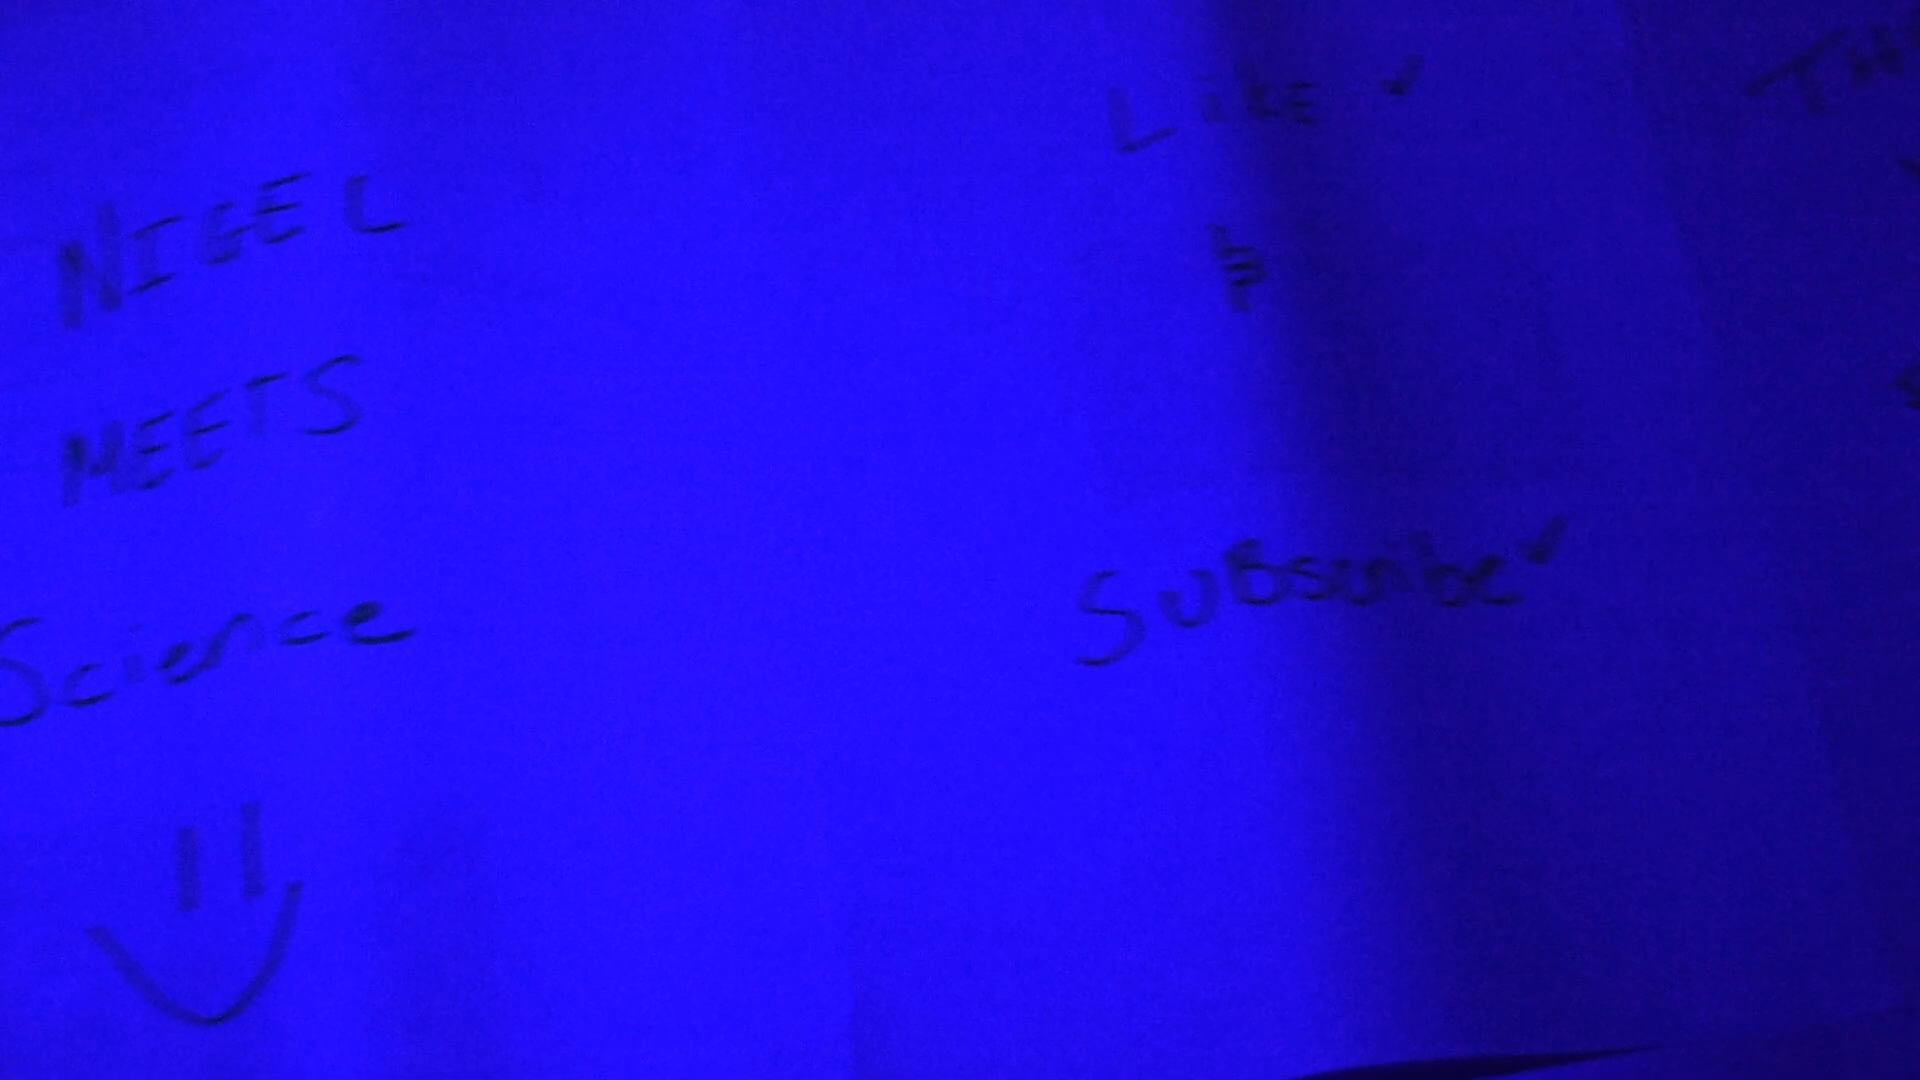 NIGEL
MEETS
Science
LIKE ✓
&
SUBscribe ✓